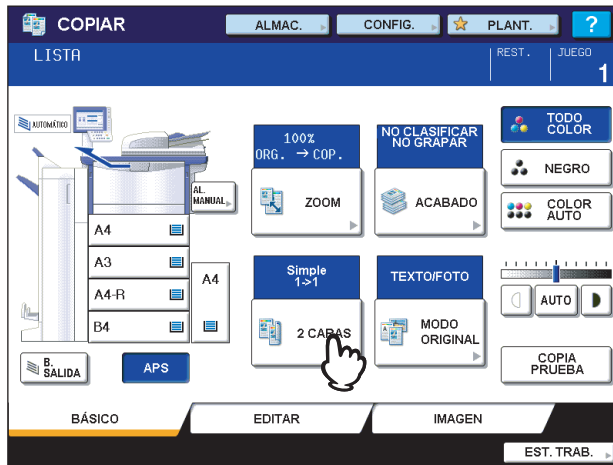 COPIAR
ALMAC.
CONFIG.
PLANT.
?
LISTA
REST.
JUEGO
1
AUTOMÁTICO
AL.
MANUAL
A4
A3
A4-R
B4
A4
B.
SALIDA
APS
100%
ORG. → COP.
ZOOM
NO CLASIFICAR
NO GRAPAR
ACABADO
Simple
1->1
2 CARAS
TEXTO/FOTO
MODO
ORIGINAL
TODO
COLOR
NEGRO
COLOR
AUTO
AUTO
COPIA
PRUEBA
BÁSICO
EDITAR
IMAGEN
EST. TRAB.